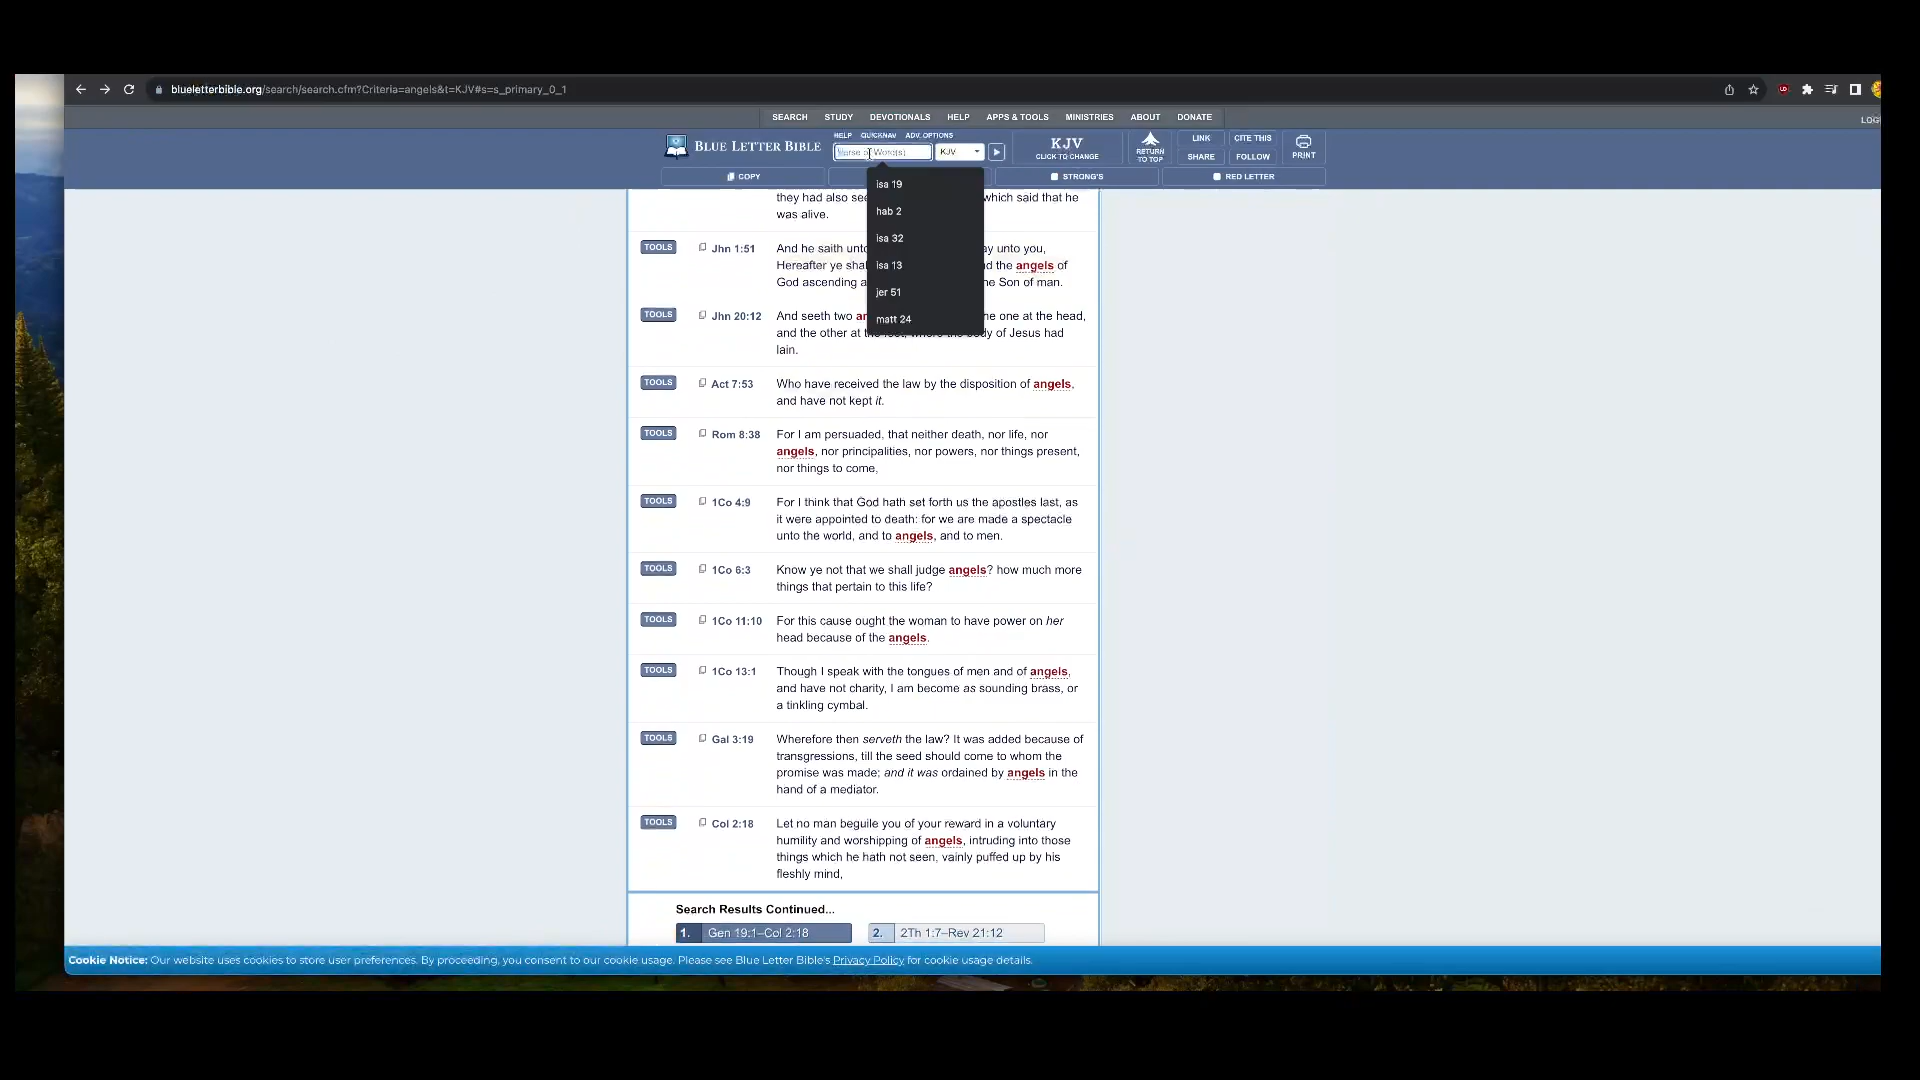 blueletterbible.org/search/search.cfm?Criteria=angels&t=KJV#s=s_primary_0_1
SEARCH STUDY DEVOTIONALS HELP APPS & TOOLS MINISTRIES ABOUT DONATE
BLUE LETTER BIBLE
HELP QUICKNAV ADV. OPTIONS
KJV
KJV
CLICK TO CHANGE
RETURN
TO TOP
LINK CITE THIS
SHARE FOLLOW
PRINT
COPY STRONG'S RED LETTER
isa 19
hab 2
isa 32
isa 13
jer 51
matt 24
they had also which said that he
was alive.
TOOLS Jhn 1:51 And he saith unto you,
Hereafter ye the angels of
God ascending Son of man.
TOOLS Jhn 20:12 And seeth two one at the head,
and the other at the of Jesus had
lain.
TOOLS Act 7:53 Who have received the law by the disposition of angels,
and have not kept it.
TOOLS Rom 8:38 For I am persuaded, that neither death, nor life, nor
angels, nor principalities, nor powers, nor things present,
nor things to come,
TOOLS 1Co 4:9 For I think that God hath set forth us the apostles last, as
it were appointed to death: for we are made a spectacle
unto the world, and to angels, and to men.
TOOLS 1Co 6:3 Know ye not that we shall judge angels? how much more
things that pertain to this life?
TOOLS 1Co 11:10 For this cause ought the woman to have power on her
head because of the angels.
TOOLS 1Co 13:1 Though I speak with the tongues of men and of angels,
and have not charity, I am become as sounding brass, or
a tinkling cymbal.
TOOLS Gal 3:19 Wherefore then serveth the law? It was added because of
transgressions, till the seed should come to whom the
promise was made; and it was ordained by angels in the
hand of a mediator.
TOOLS Col 2:18 Let no man beguile you of your reward in a voluntary
humility and worshipping of angels, intruding into those
things which he hath not seen, vainly puffed up by his
fleshly mind,
Search Results Continued...
1. Gen 19:1–Col 2:18 2. 2Th 1:7–Rev 21:12
Cookie Notice: Our website uses cookies to store user preferences. By proceeding, you consent to our cookie usage. Please see Blue Letter Bible's Privacy Policy for cookie usage details.